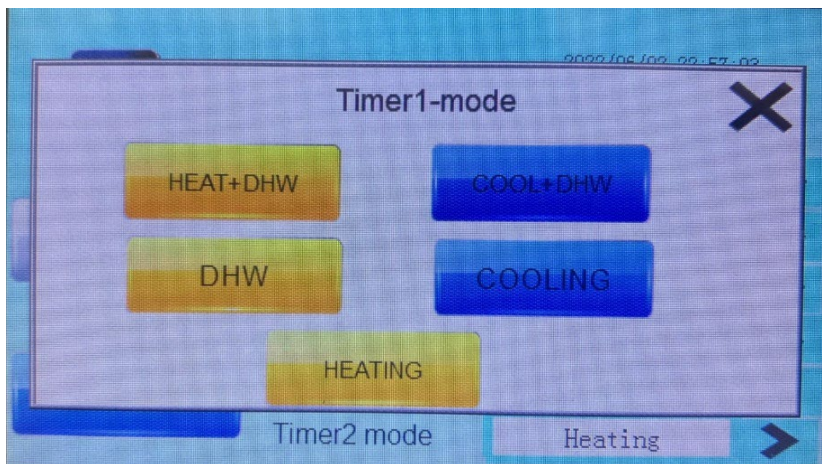 Timer1-mode
HEAT+DHW COOL+DHW
DHW COOLING
HEATING
Timer2 mode Heating